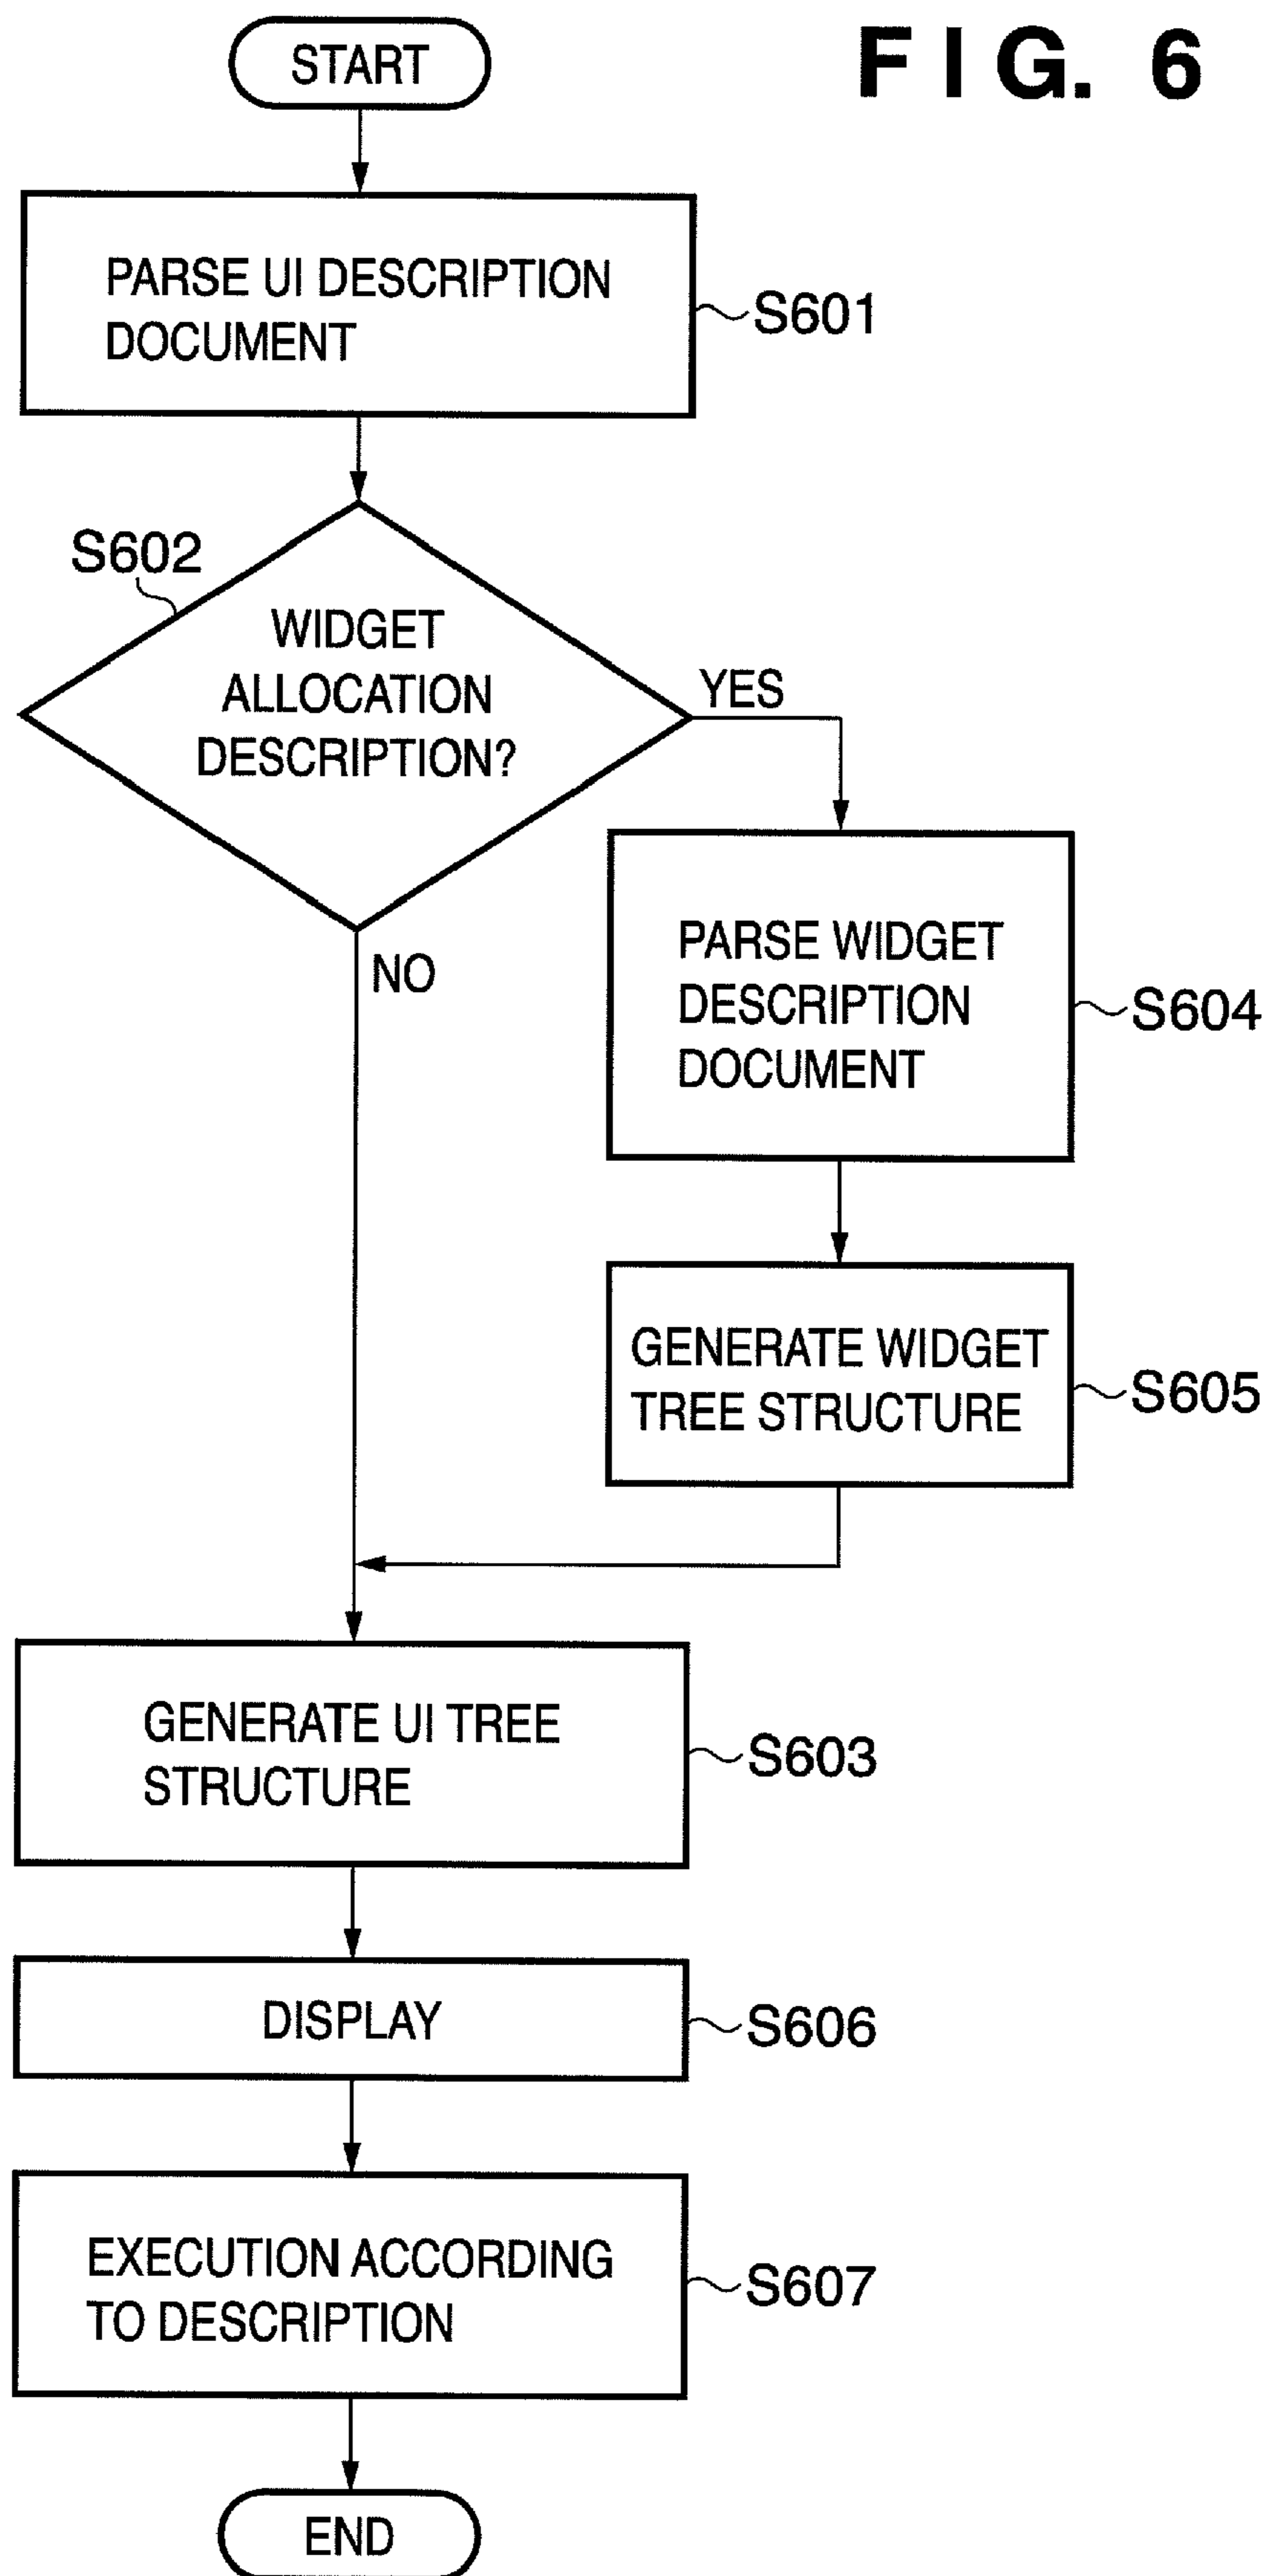 START
FIG. 6
PARSE UI DESCRIPTION
DOCUMENT
S601
S602
WIDGET
ALLOCATION
DESCRIPTION?
YES
NO
PARSE WIDGET
DESCRIPTION
DOCUMENT
S604
GENERATE WIDGET
TREE STRUCTURE
S605
GENERATE UI TREE
STRUCTURE
S603
DISPLAY
S606
EXECUTION ACCORDING
TO DESCRIPTION
S607
END